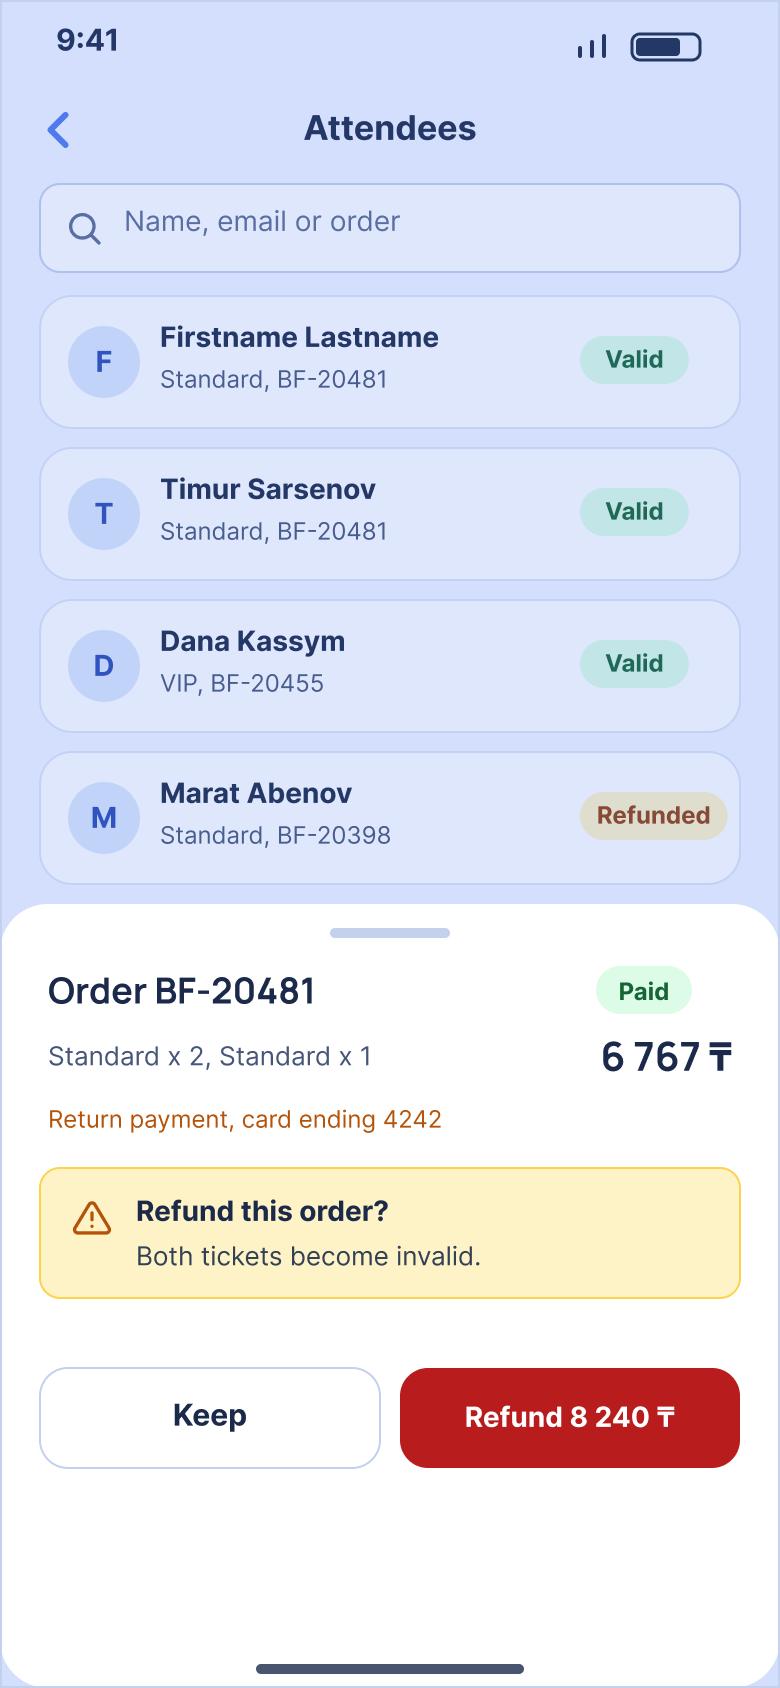 9:41
Attendees
Name, email or order
F
Firstname Lastname
Standard, BF-20481
Valid
T
Timur Sarsenov
Standard, BF-20481
Valid
D
Dana Kassym
VIP, BF-20455
Valid
M
Marat Abenov
Standard, BF-20398
Refunded
Order BF-20481
Paid
Standard x 2, Standard x 1
6 767 ₸
Return payment, card ending 4242
Refund this order?
Both tickets become invalid.
Keep
Refund 8 240 ₸